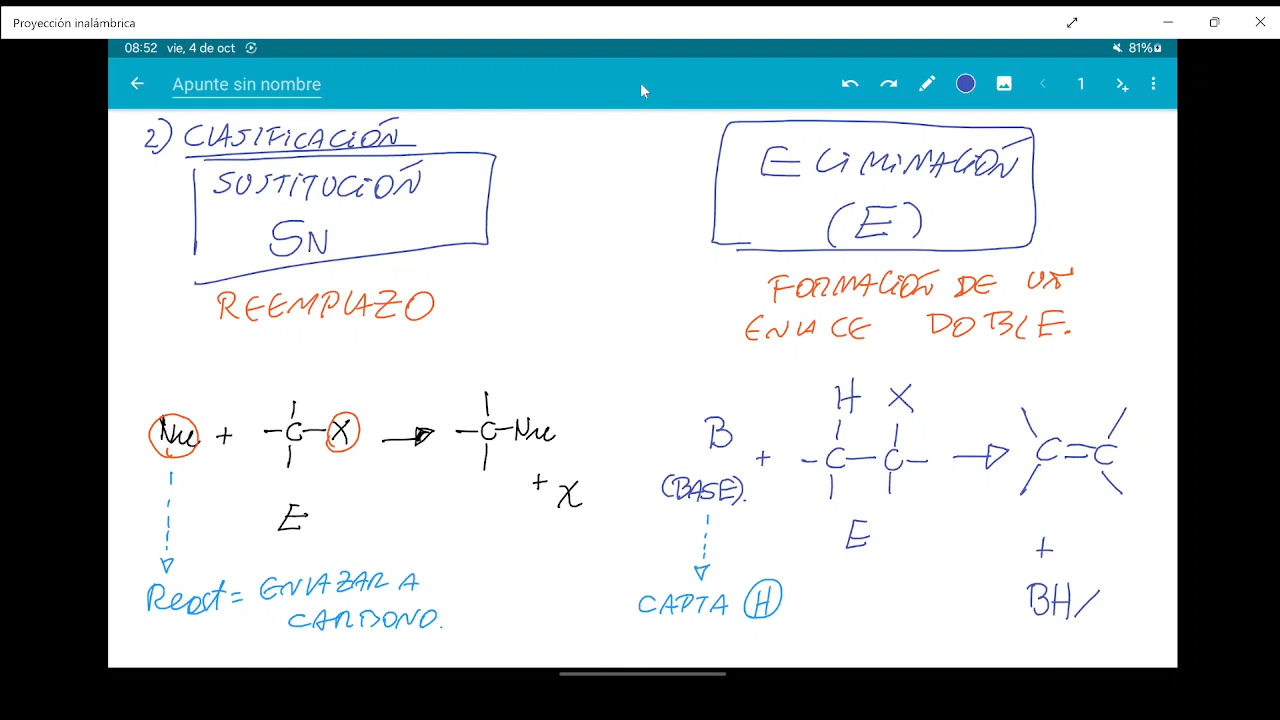 Proyección inalámbrica
08:52 vie, 4 de oct
81%
Apunte sin nombre
1
2) CLASIFICACIÓN
SUSTITUCIÓN
SN
REEMPLAZO
Nu + -C-X → -C-Nu
+ X
E
React = ENLAZAR A
CARBONO.
ELIMINACIÓN
(E)
FORMACIÓN DE UN
ENLACE DOBLE.
H X
B + -C-C- → C=C
(BASE).
E
+
CAPTA H
BH/